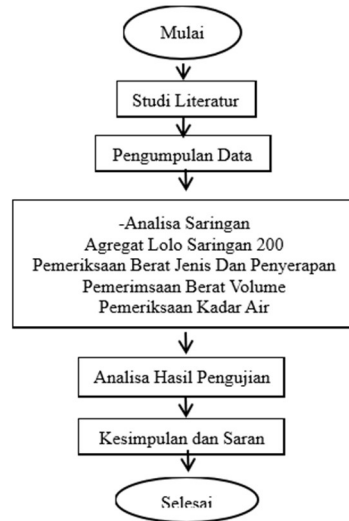 Mulai
Studi Literatur
Pengumpulan Data
-Analisa Saringan
Agregat Lolo Saringan 200
Pemeriksaan Berat Jenis Dan Penyerapan
Pemerimsaan Berat Volume
Pemeriksaan Kadar Air
Analisa Hasil Pengujian
Kesimpulan dan Saran
Selesai